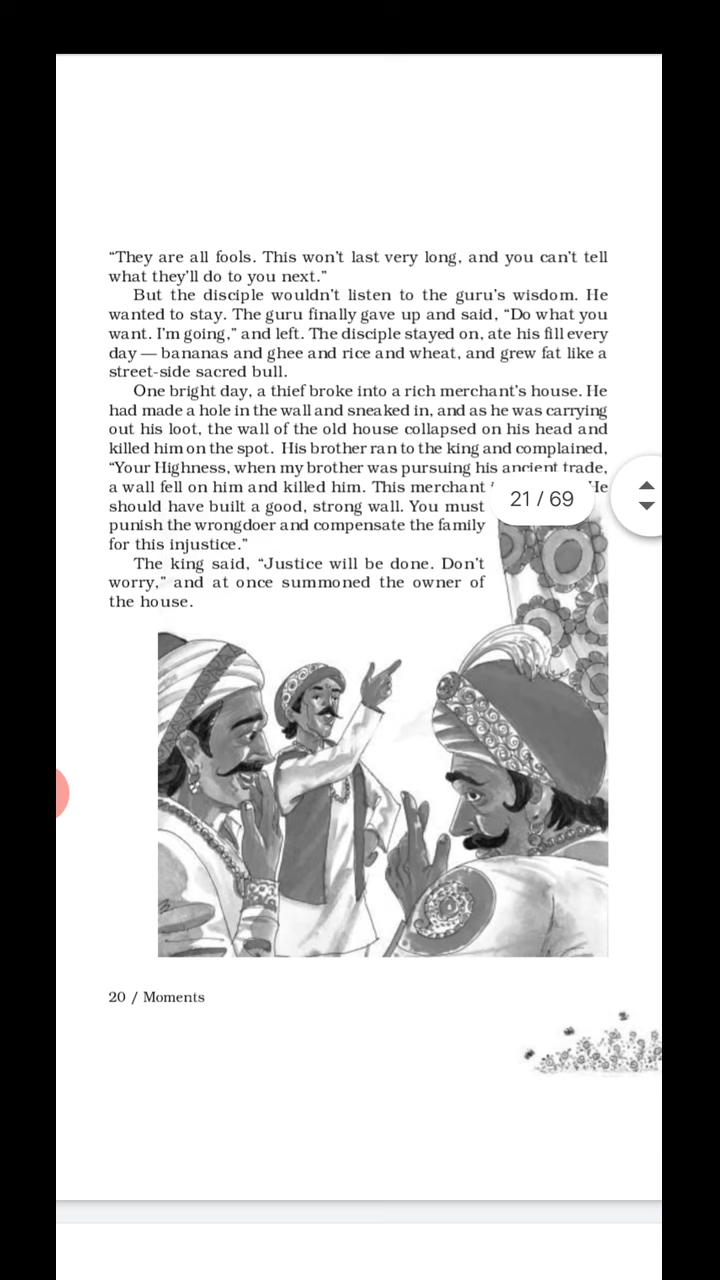 “They are all fools. This won’t last very long, and you can’t tell
what they’ll do to you next.”
But the disciple wouldn’t listen to the guru’s wisdom. He
wanted to stay. The guru finally gave up and said, “Do what you
want. I’m going,” and left. The disciple stayed on, ate his fill every
day — bananas and ghee and rice and wheat, and grew fat like a
street-side sacred bull.
One bright day, a thief broke into a rich merchant’s house. He
had made a hole in the wall and sneaked in, and as he was carrying
out his loot, the wall of the old house collapsed on his head and
killed him on the spot. His brother ran to the king and complained,
“Your Highness, when my brother was pursuing his ancient trade,
a wall fell on him and killed him. This merchant He
21 / 69
should have built a good, strong wall. You must
punish the wrongdoer and compensate the family
for this injustice.”
The king said, “Justice will be done. Don’t
worry,” and at once summoned the owner of
the house.
20 / Moments